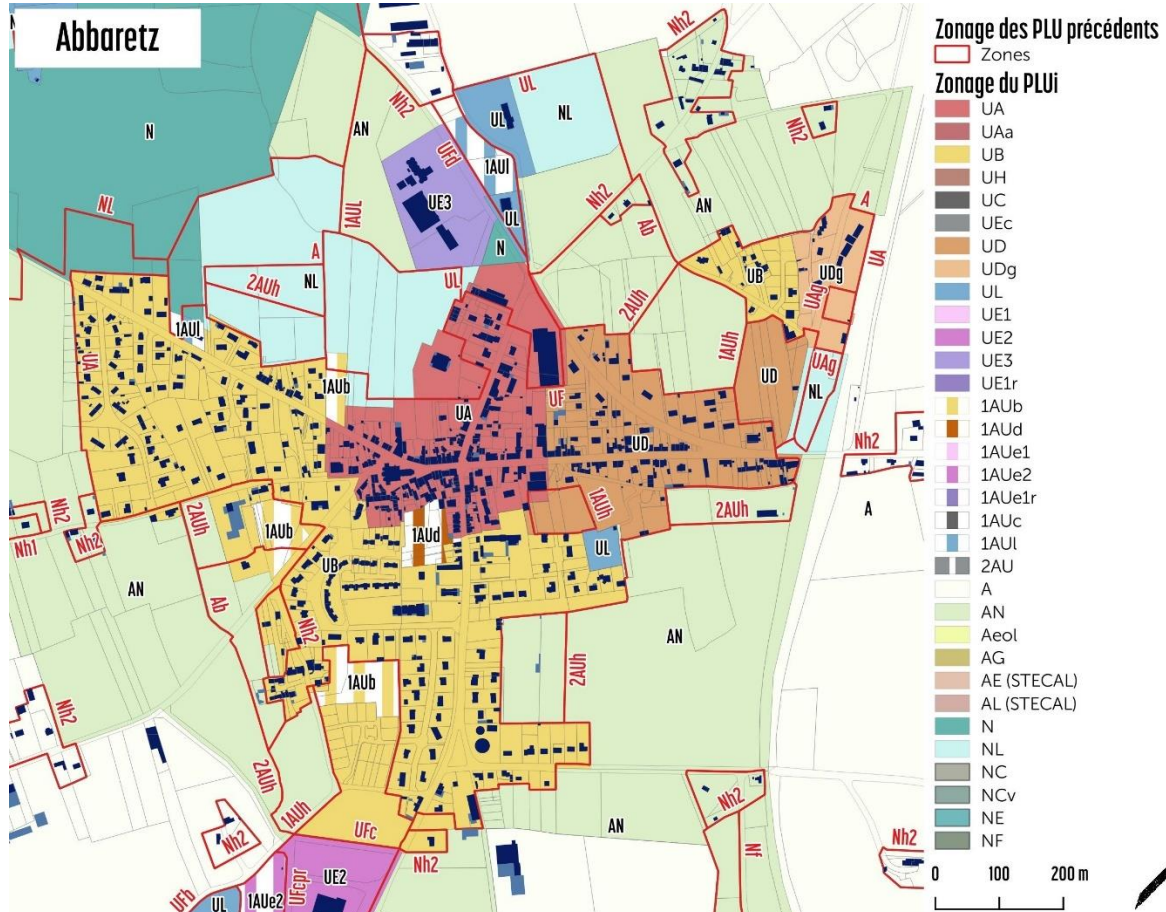 Abbaretz
Zonage des PLU précédents
Zones
Zonage du PLUi
UA
UAa
UB
UH
UC
UEc
UD
UDg
UL
UE1
UE2
UE3
UE1r
1AUb
1AUd
1AUe1
1AUe2
1AUe1r
1AUc
1AUl
2AU
A
AN
Aeol
AG
AE (STECAL)
AL (STECAL)
N
NL
NC
NCv
NE
NF
0 100 200 m
Nh2
UL
Nh2
UL
NL
N
AN
UFd
Nh2
1AUl
UE3
Nh2
AN
A
NL
1AUL
UL
Ab
N
UA
A
UB
UDg
UAg
2AUh
NL
UL
2AUh
1AUl
1AUh
UA
UD
UAg
NL
1AUb
UF
UA
UD
Nh2
1AUh
2AUh
A
Nh2
2AUh
Nh1
Nh2
1AUb
1AUd
UL
UB
AN
Ab
Nh2
AN
1AUb
2AUh
Nh2
2AUh
1AUh
Nh2
AN
Nh2
UFc
Nh2
Nf
Nh2
UFb
UL
1AUe2
UFcpr
UE2